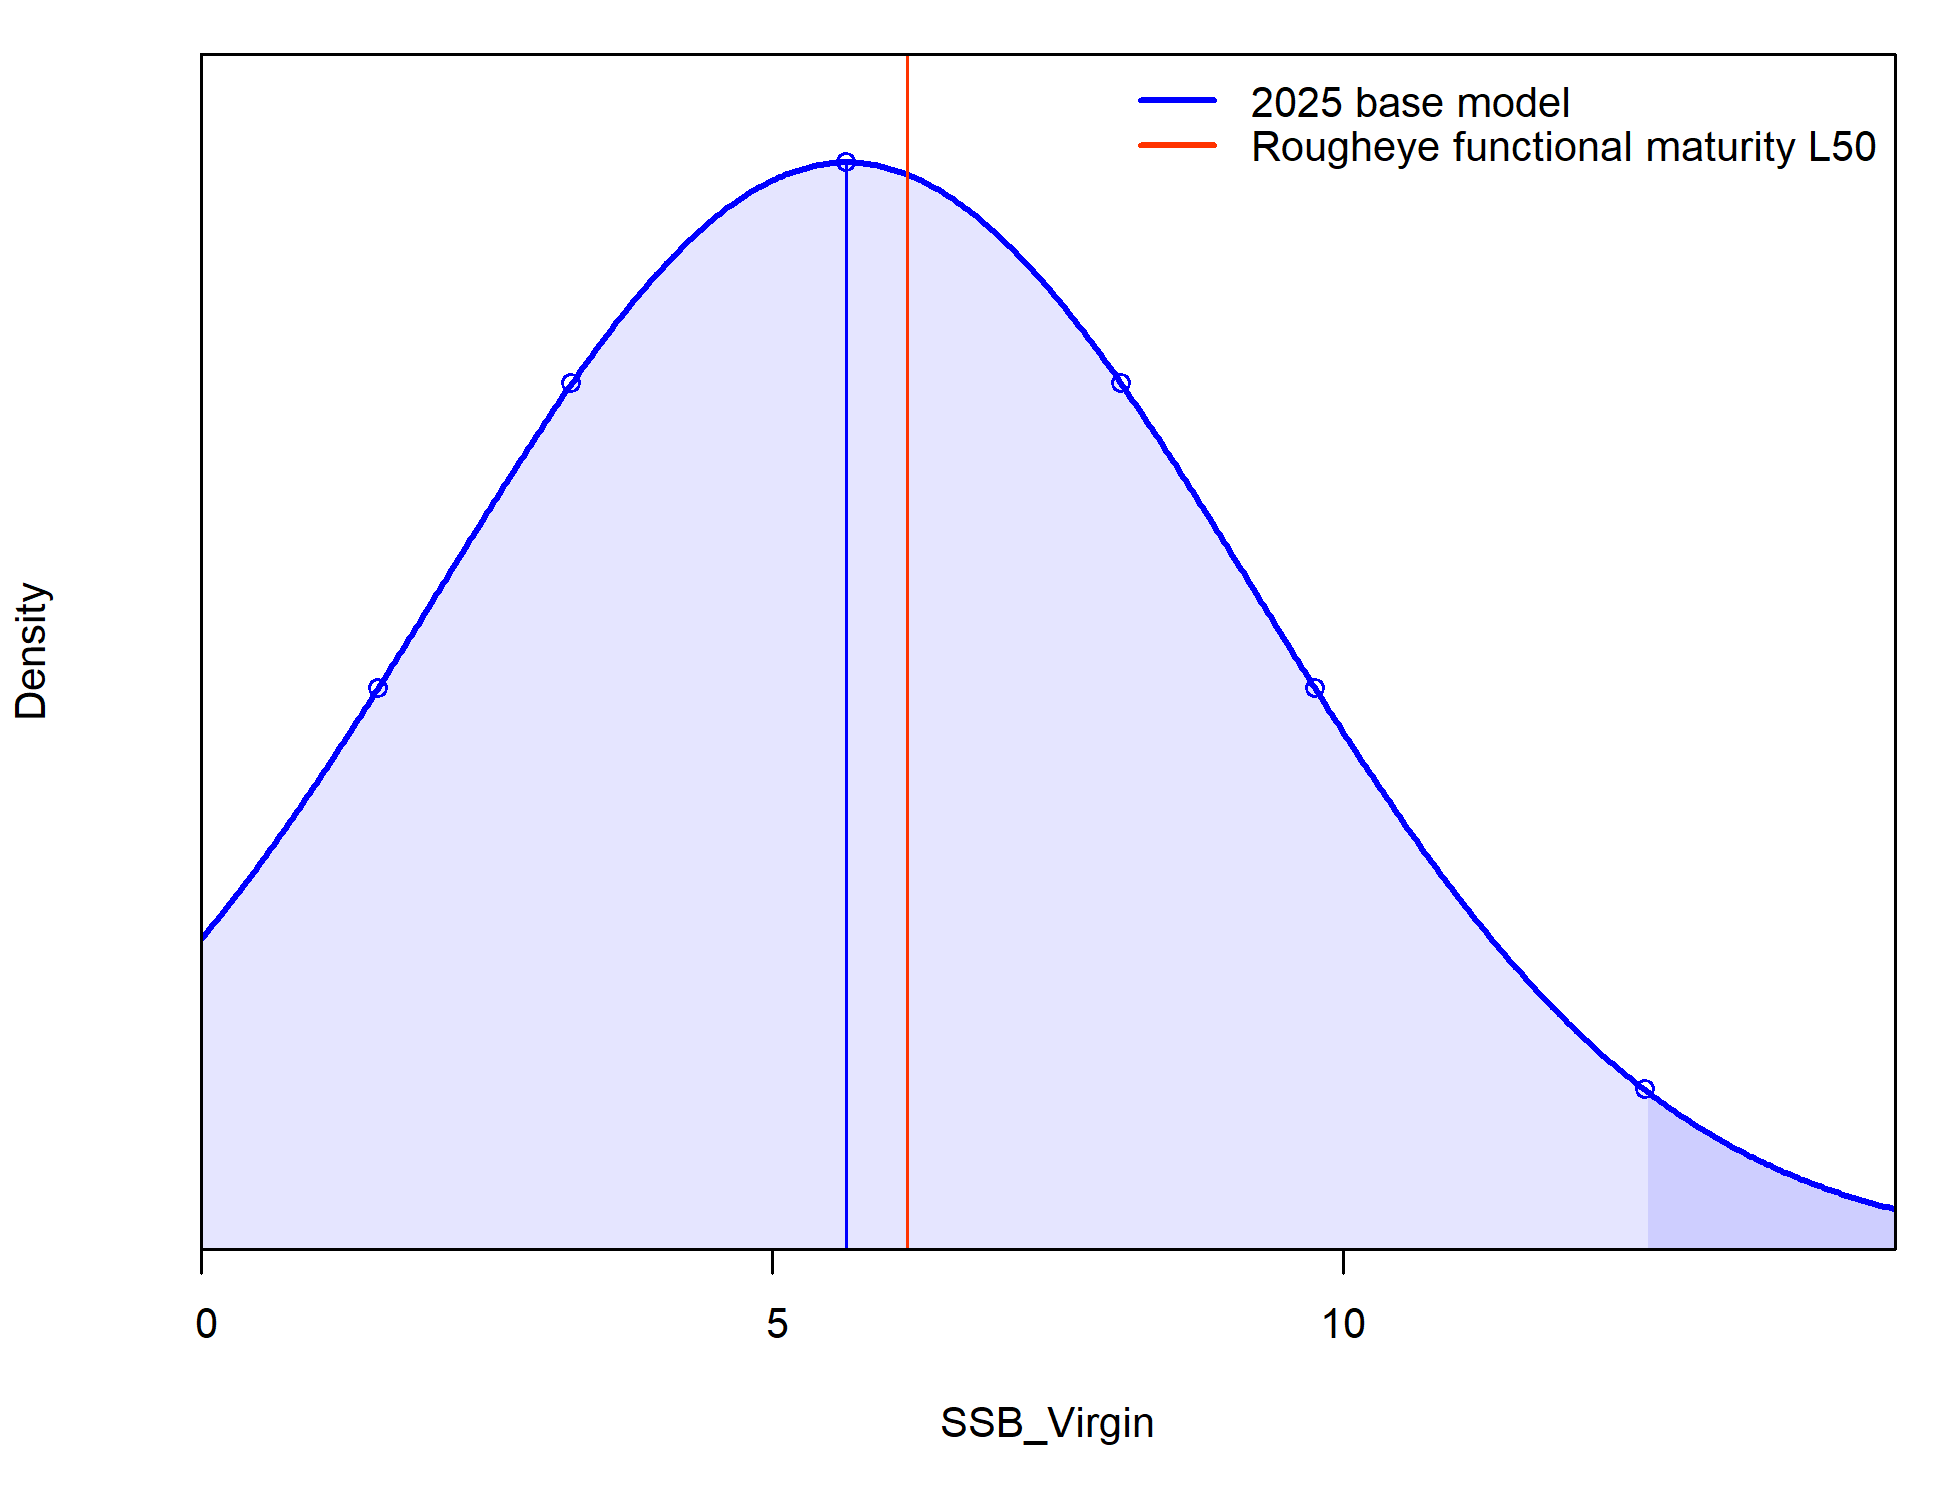 2025 base model
Rougheye functional maturity L50
Density
0
5
10
SSB_Virgin